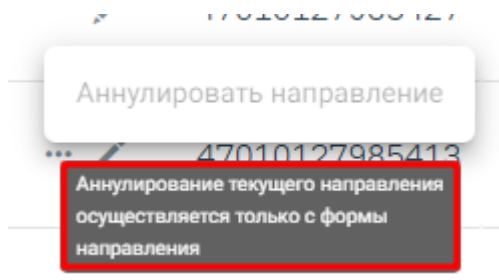 Аннулировать направление
47010127985413
Аннулирование текущего направления
осуществляется только с формы
направления